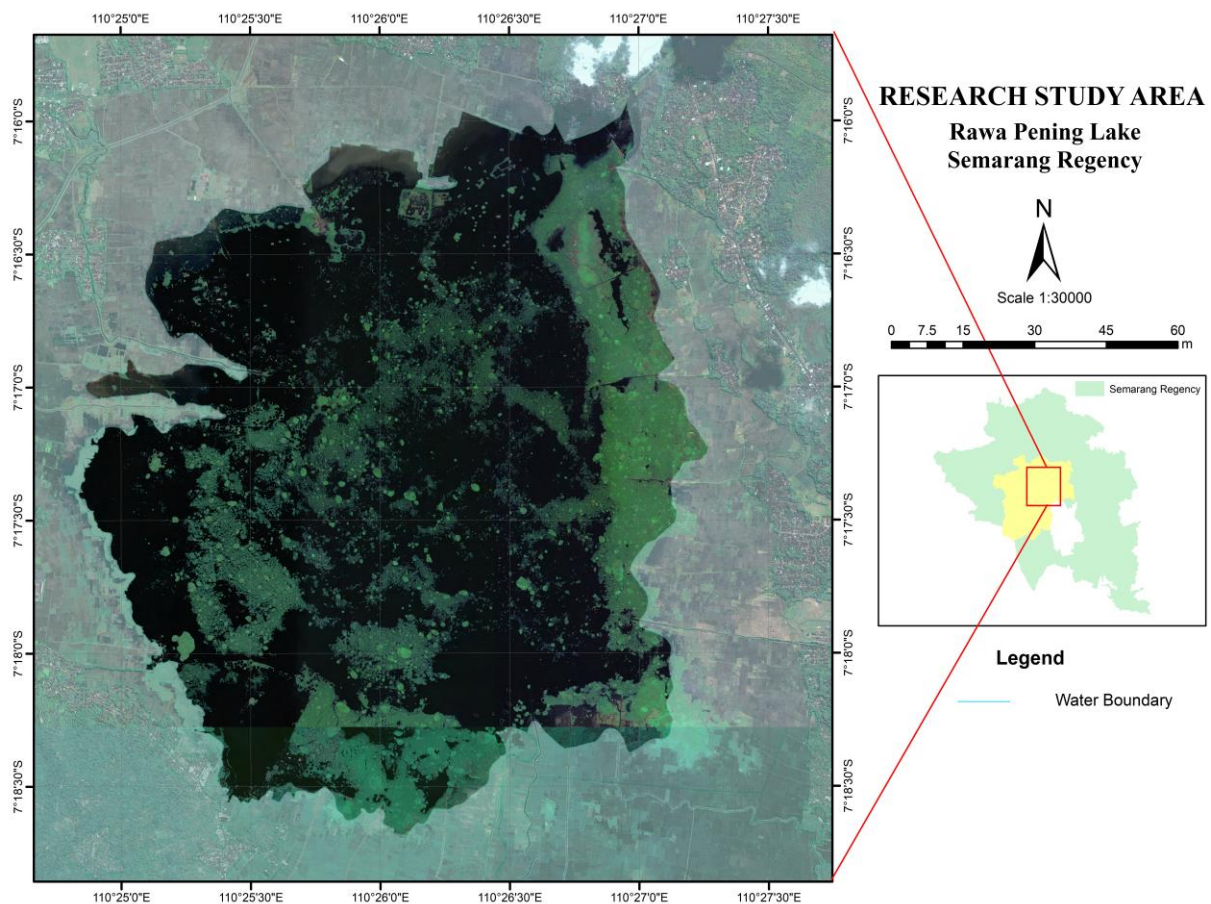 110°25'0"E 110°25'30"E 110°26'0"E 110°26'30"E 110°27'0"E 110°27'30"E
7°16'0"S 7°16'0"S
7°16'30"S 7°16'30"S
7°17'0"S 7°17'0"S
7°17'30"S 7°17'30"S
7°18'0"S 7°18'0"S
7°18'30"S 7°18'30"S
110°25'0"E 110°25'30"E 110°26'0"E 110°26'30"E 110°27'0"E 110°27'30"E
RESEARCH STUDY AREA
Rawa Pening Lake
Semarang Regency
N
Scale 1:30000
0 7.5 15 30 45 60
m
Semarang Regency
Legend
Water Boundary